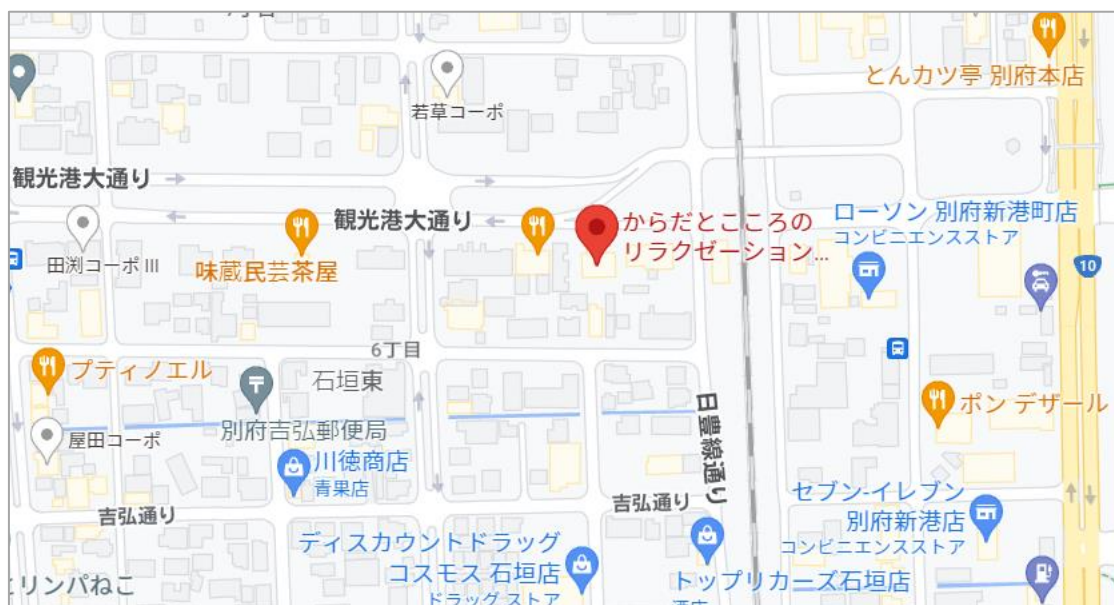 とんカツ亭 別府本店
若草コーポ
観光港大通り
観光港大通り
からだとこころの
リラクゼーション...
ローソン 別府新港町店
コンビニエンスストア
田渕コーポⅢ
味蔵民芸茶屋
10
6丁目
プティノエル
石垣東
ポン デザール
日豊線通り
別府吉弘郵便局
屋田コーポ
川徳商店
青果店
吉弘通り
吉弘通り
セブン-イレブン
別府新港店
コンビニエンスストア
ディスカウントドラッグ
コスモス 石垣店
ドラッグ ストア
トップリカーズ石垣店
リンパねこ